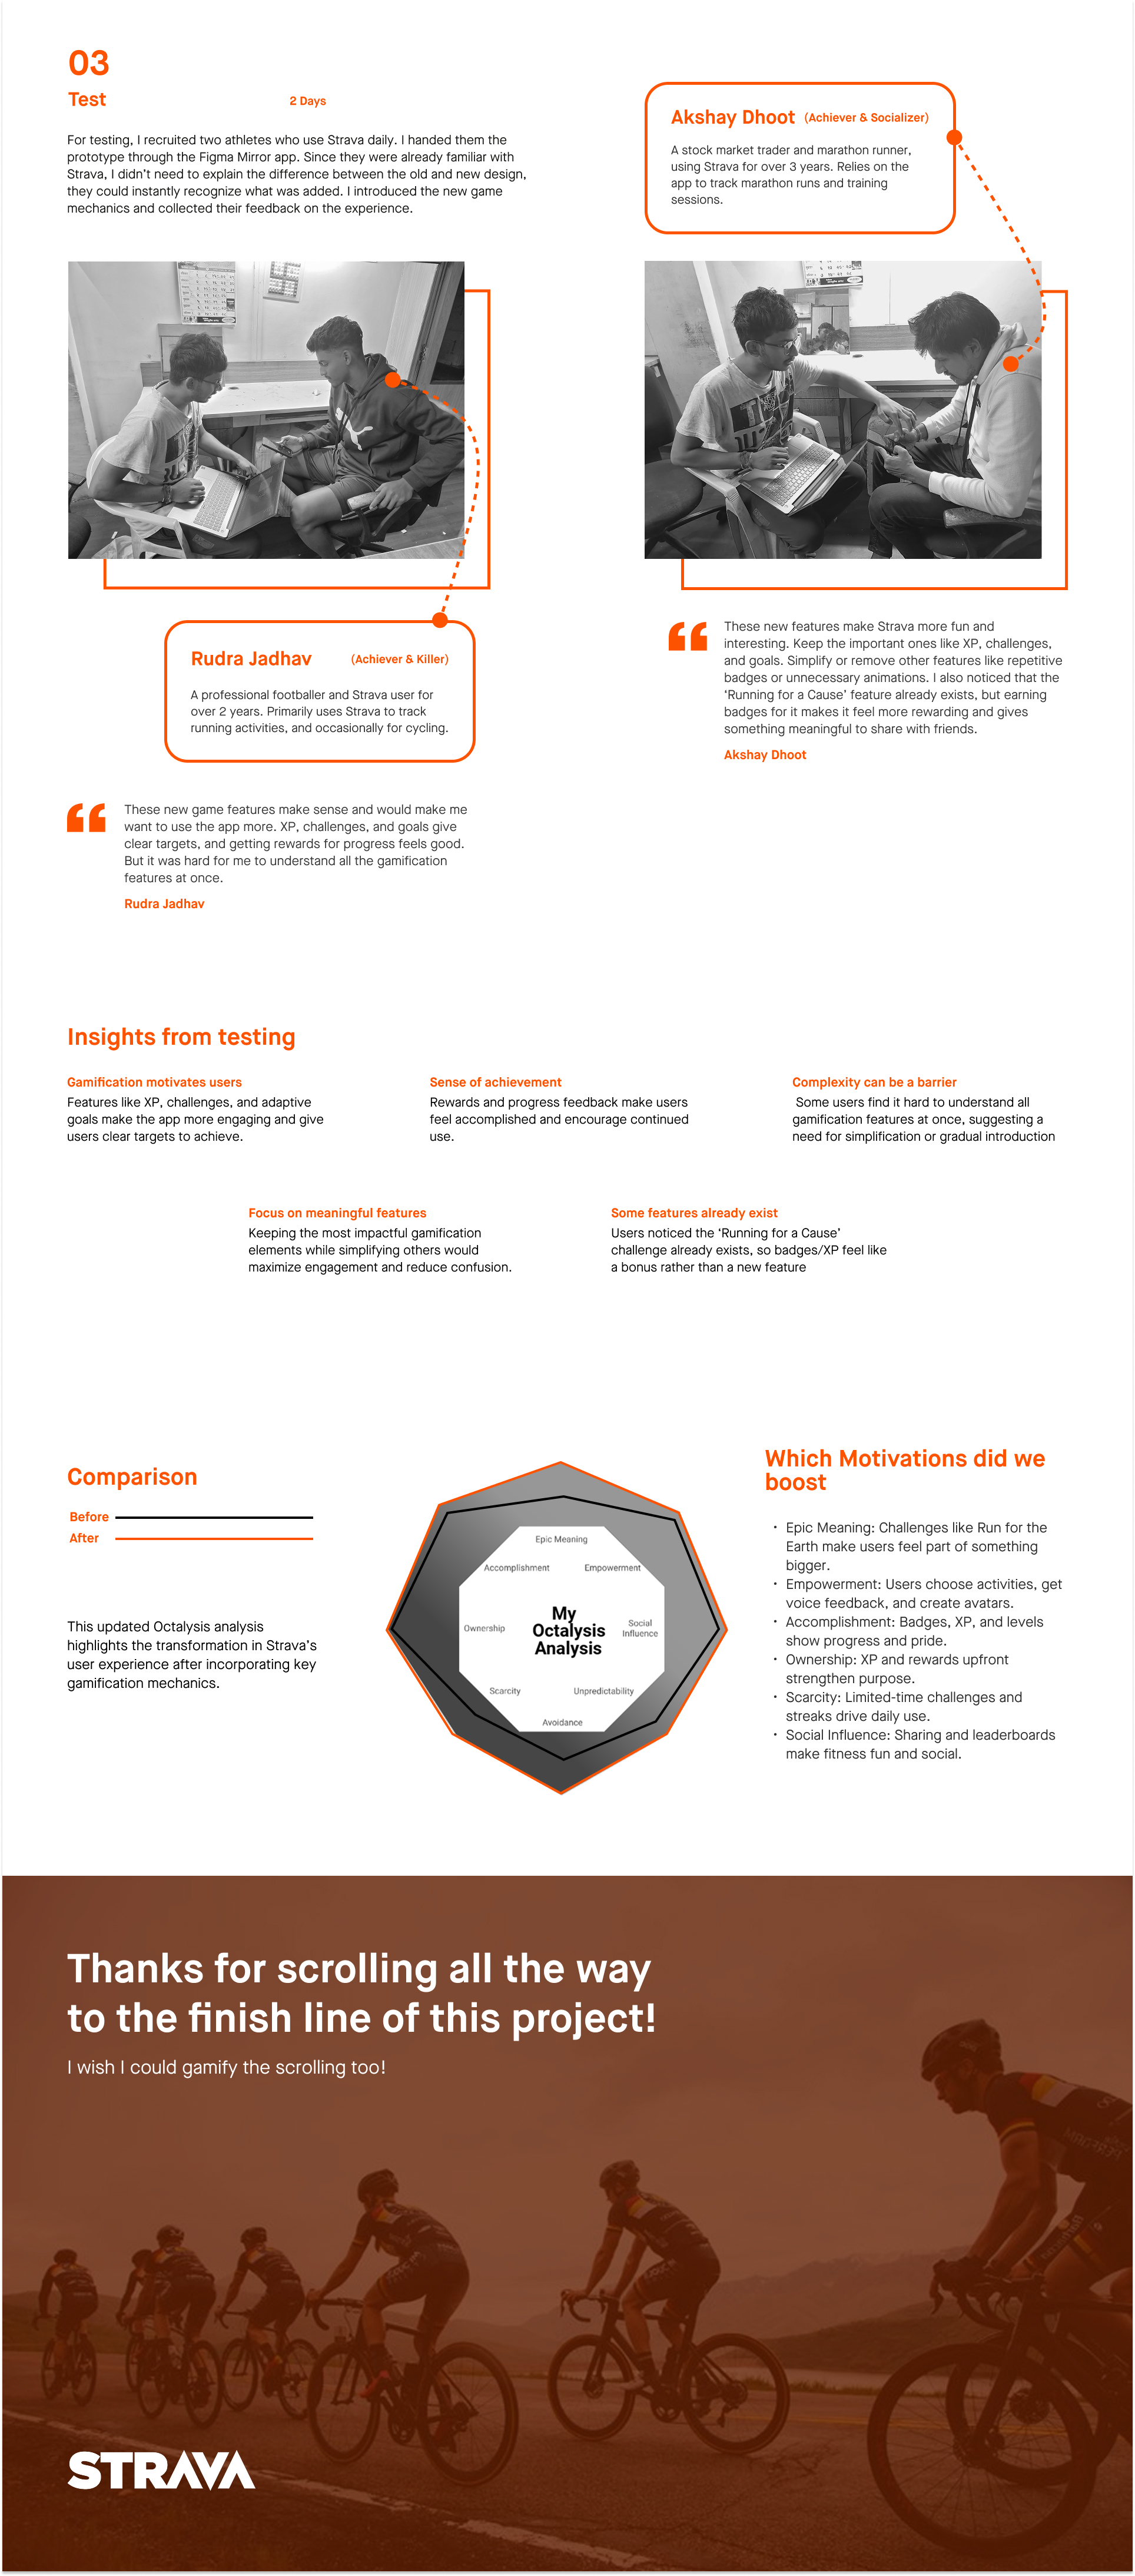 03
Test
2 Days
For testing, I recruited two athletes who use Strava daily. I handed them the
prototype through the Figma Mirror app. Since they were already familiar with
Strava, I didn't need to explain the difference between the old and new design,
they could instantly recognize what was added. I introduced the new game
mechanics and collected their feedback on the experience.
Akshay Dhoot (Achiever & Socializer)
A stock market trader and marathon runner,
using Strava for over 3 years. Relies on the
app to track marathon runs and training
sessions.
Rudra Jadhav (Achiever & Killer)
A professional footballer and Strava user for
over 2 years. Primarily uses Strava to track
running activities, and occasionally for cycling.
These new game features make sense and would make me
want to use the app more. XP, challenges, and goals give
clear targets, and getting rewards for progress feels good.
But it was hard for me to understand all the gamification
features at once.
Rudra Jadhav
These new features make Strava more fun and
interesting. Keep the important ones like XP, challenges,
and goals. Simplify or remove other features like repetitive
badges or unnecessary animations. I also noticed that the
‘Running for a Cause’ feature already exists, but earning
badges for it makes it feel more rewarding and gives
something meaningful to share with friends.
Akshay Dhoot
Insights from testing
Gamification motivates users
Features like XP, challenges, and adaptive
goals make the app more engaging and give
users clear targets to achieve.
Sense of achievement
Rewards and progress feedback make users
feel accomplished and encourage continued
use.
Complexity can be a barrier
Some users find it hard to understand all
gamification features at once, suggesting a
need for simplification or gradual introduction
Focus on meaningful features
Keeping the most impactful gamification
elements while simplifying others would
maximize engagement and reduce confusion.
Some features already exist
Users noticed the ‘Running for a Cause’
challenge already exists, so badges/XP feel like
a bonus rather than a new feature
Comparison
Before
After
This updated Octalysis analysis
highlights the transformation in Strava's
user experience after incorporating key
gamification mechanics.
Epic Meaning
Accomplishment
Empowerment
Ownership
My
Octalysis
Analysis
Social
Influence
Scarcity
Unpredictability
Avoidance
Which Motivations did we
boost
• Epic Meaning: Challenges like Run for the
Earth make users feel part of something
bigger.
• Empowerment: Users choose activities, get
voice feedback, and create avatars.
• Accomplishment: Badges, XP, and levels
show progress and pride.
• Ownership: XP and rewards upfront
strengthen purpose.
• Scarcity: Limited-time challenges and
streaks drive daily use.
• Social Influence: Sharing and leaderboards
make fitness fun and social.
Thanks for scrolling all the way
to the finish line of this project!
I wish I could gamify the scrolling too!
STRAVA